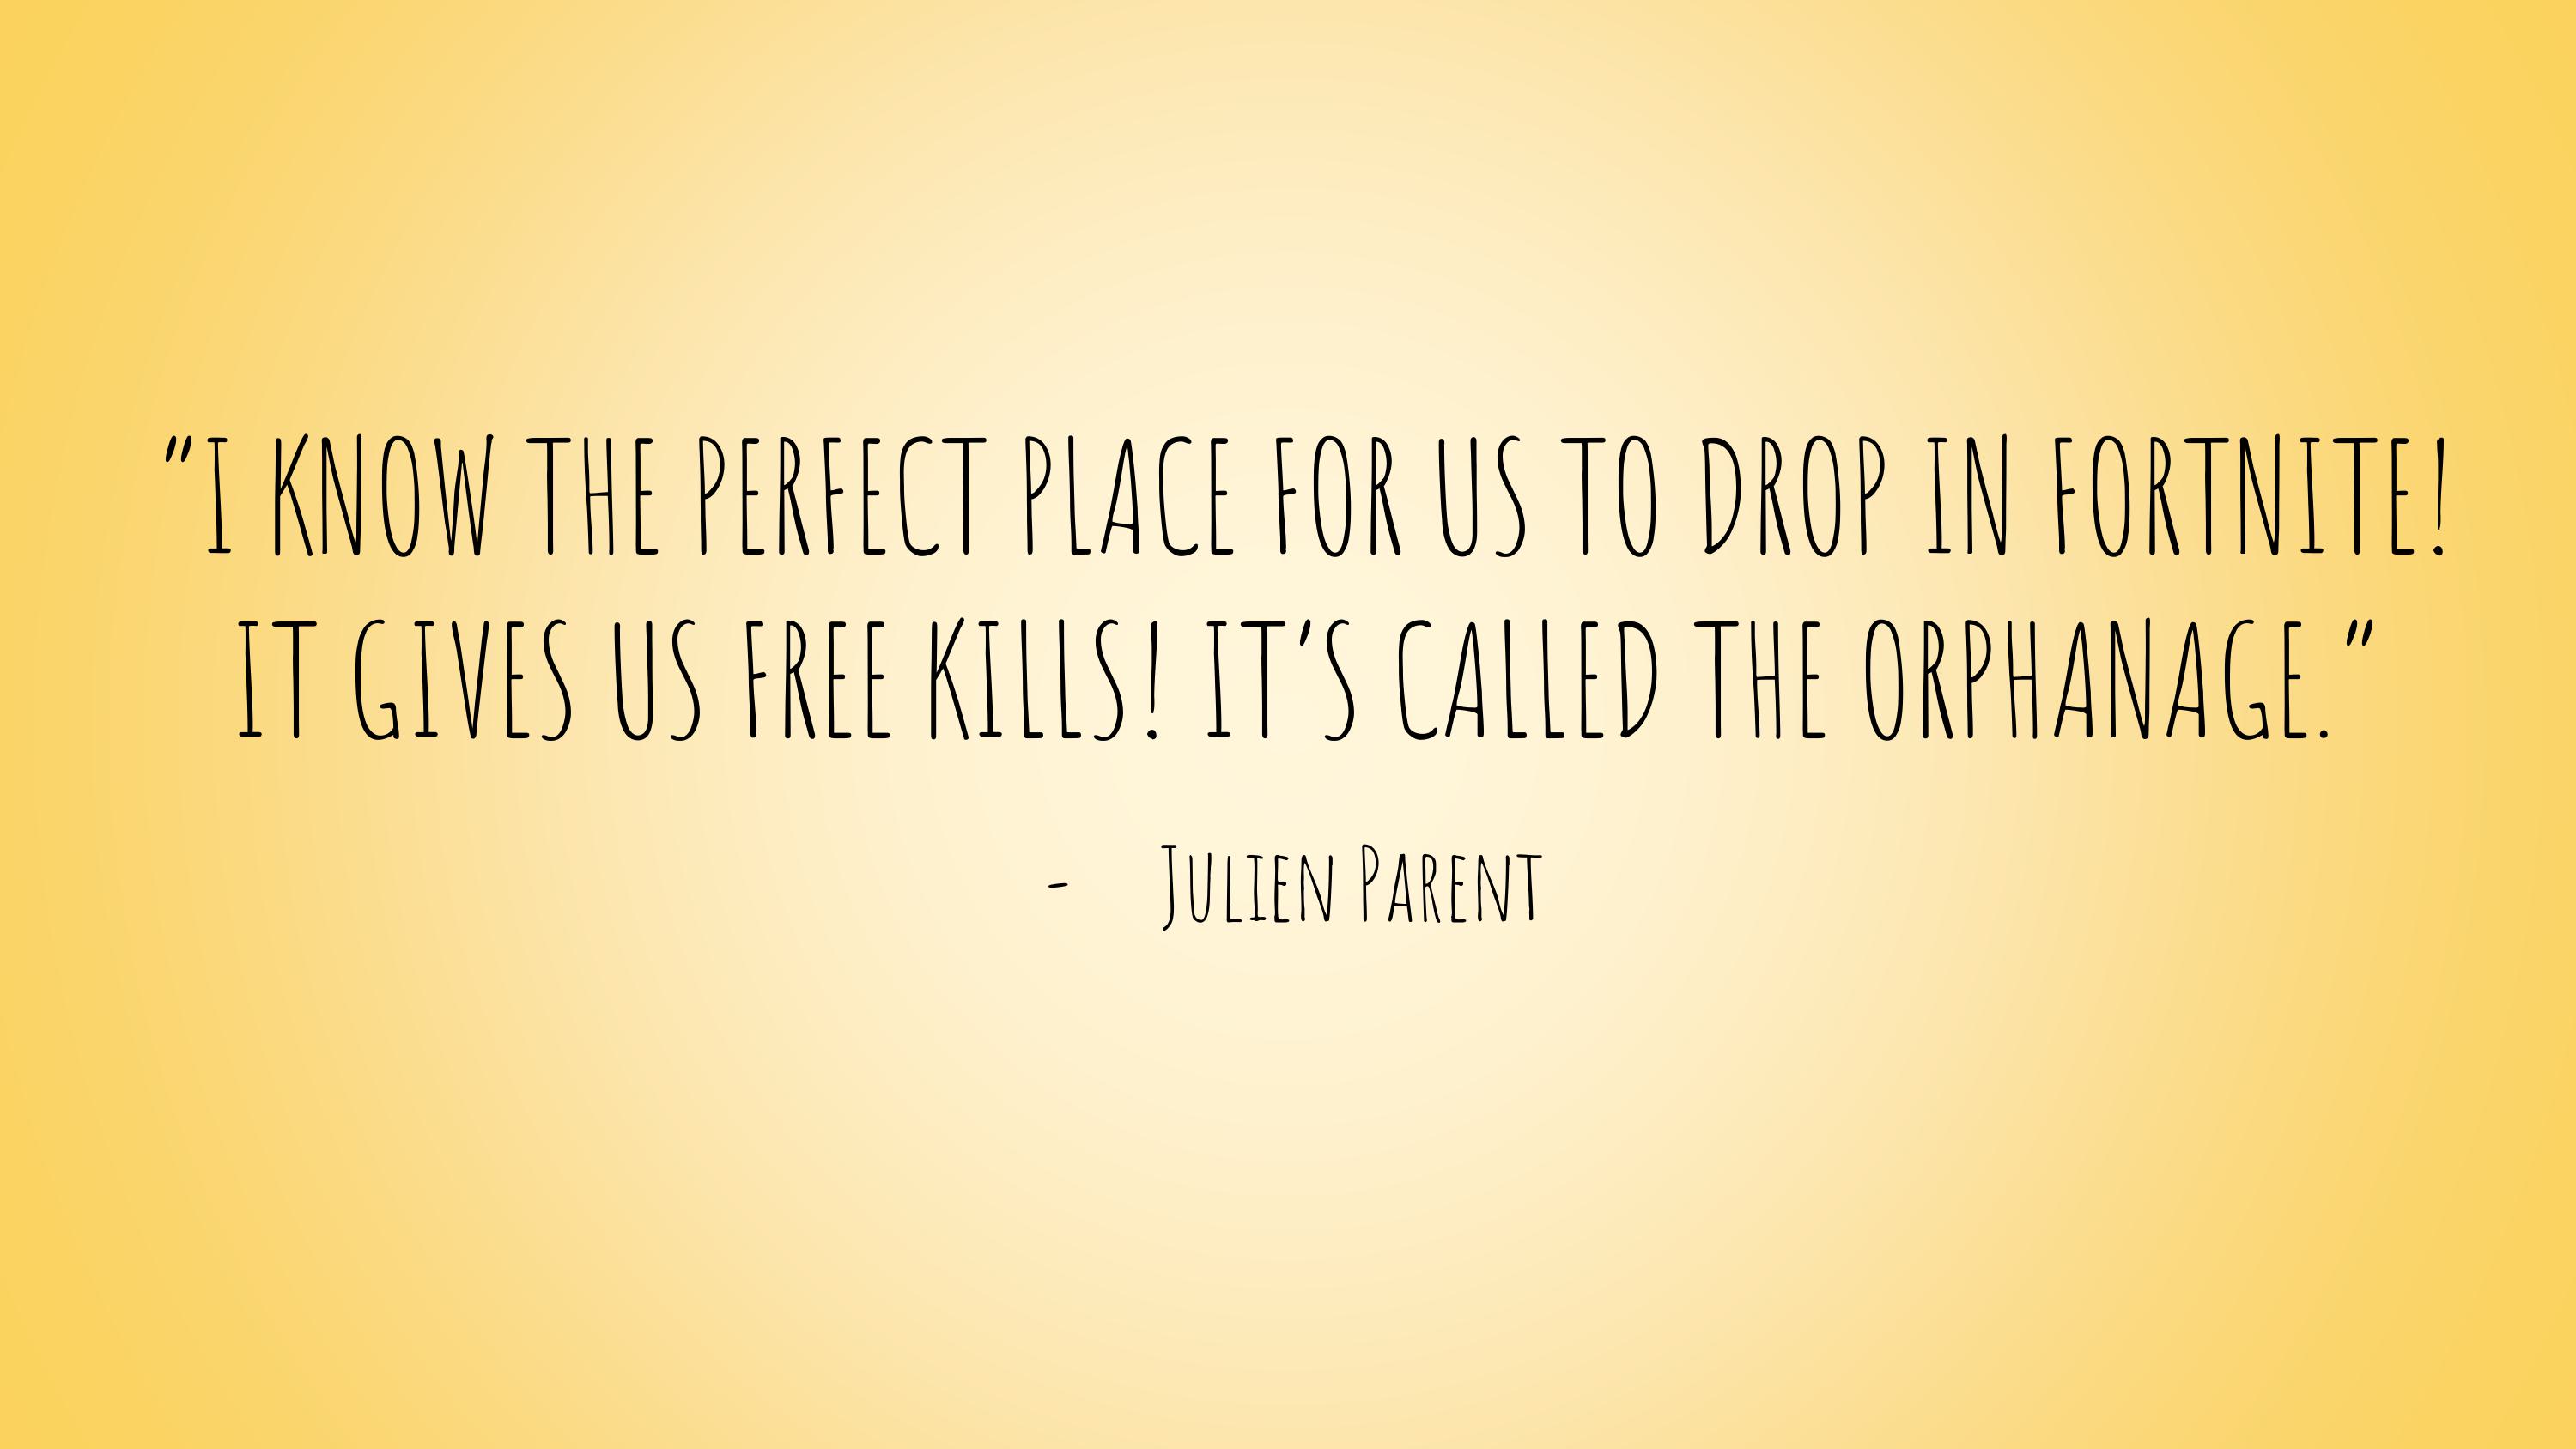 “I KNOW THE PERFECT PLACE FOR US TO DROP IN FORTNITE!
IT GIVES US FREE KILLS! IT’S CALLED THE ORPHANAGE.”
- JULIEN PARENT